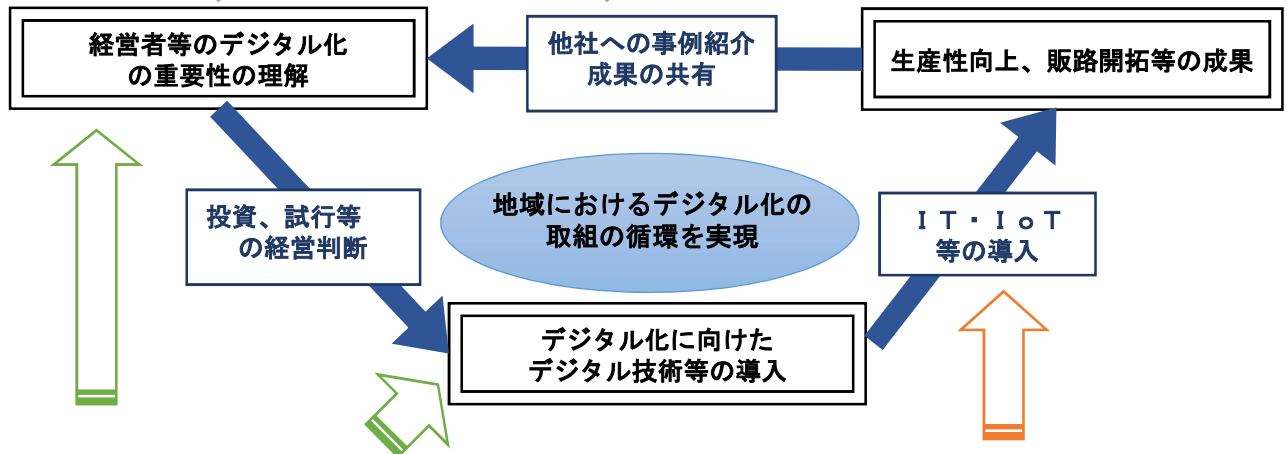 経営者等のデジタル化
の重要性の理解
他社への事例紹介
成果の共有
生産性向上、販路開拓等の成果
地域におけるデジタル化の
取組の循環を実現
投資、試行等
の経営判断
ＩＴ・ＩｏＴ
等の導入
デジタル化に向けた
デジタル技術等の導入